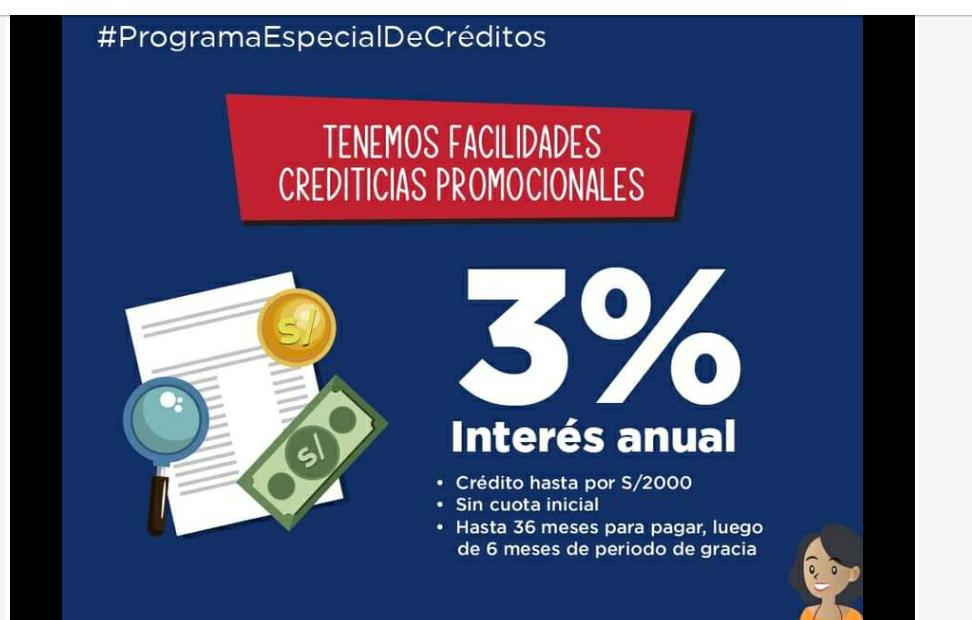 #ProgramaEspecialDeCréditos
TENEMOS FACILIDADES
CREDITICIAS PROMOCIONALES
S/
3%
S/
Interés anual
• Crédito hasta por S/2000
• Sin cuota inicial
• Hasta 36 meses para pagar, luego
de 6 meses de periodo de gracia